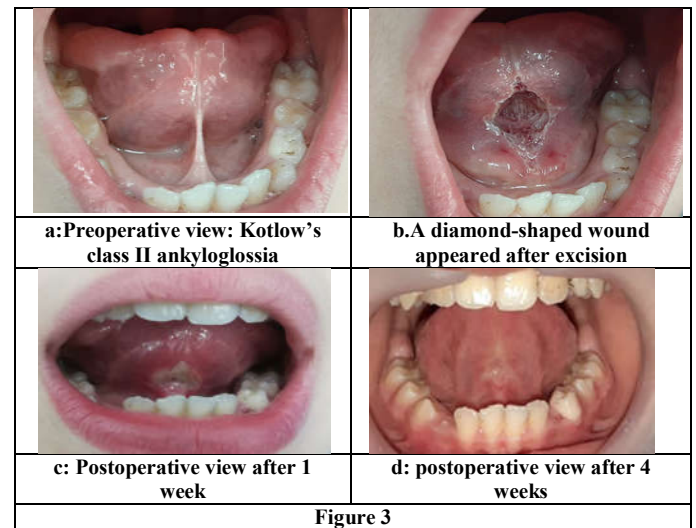 a:Preoperative view: Kotlow's
class II ankyloglossia
b.A diamond-shaped wound
appeared after excision
c: Postoperative view after 1
week
d: postoperative view after 4
weeks
Figure 3